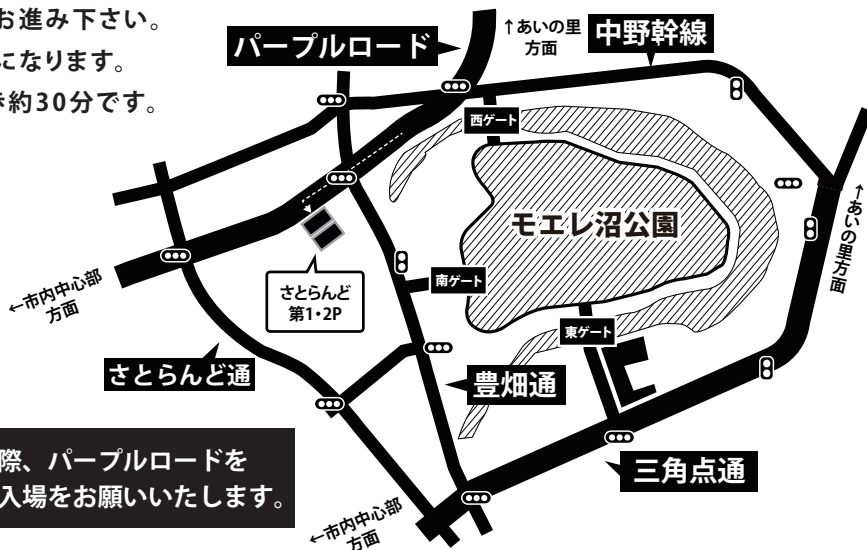 お進み下さい。
になります。
約30分です。
パープルロード
↑あいの里
方面
中野幹線
西ゲート
モエレ沼公園
↑あいの里方面
南ゲート
さとらんど
第1・2P
←市内中心部
方面
東ゲート
さとらんど通
豊畑通
三角点通
際、パープルロードを
入場をお願いいたします。
←市内中心部
方面